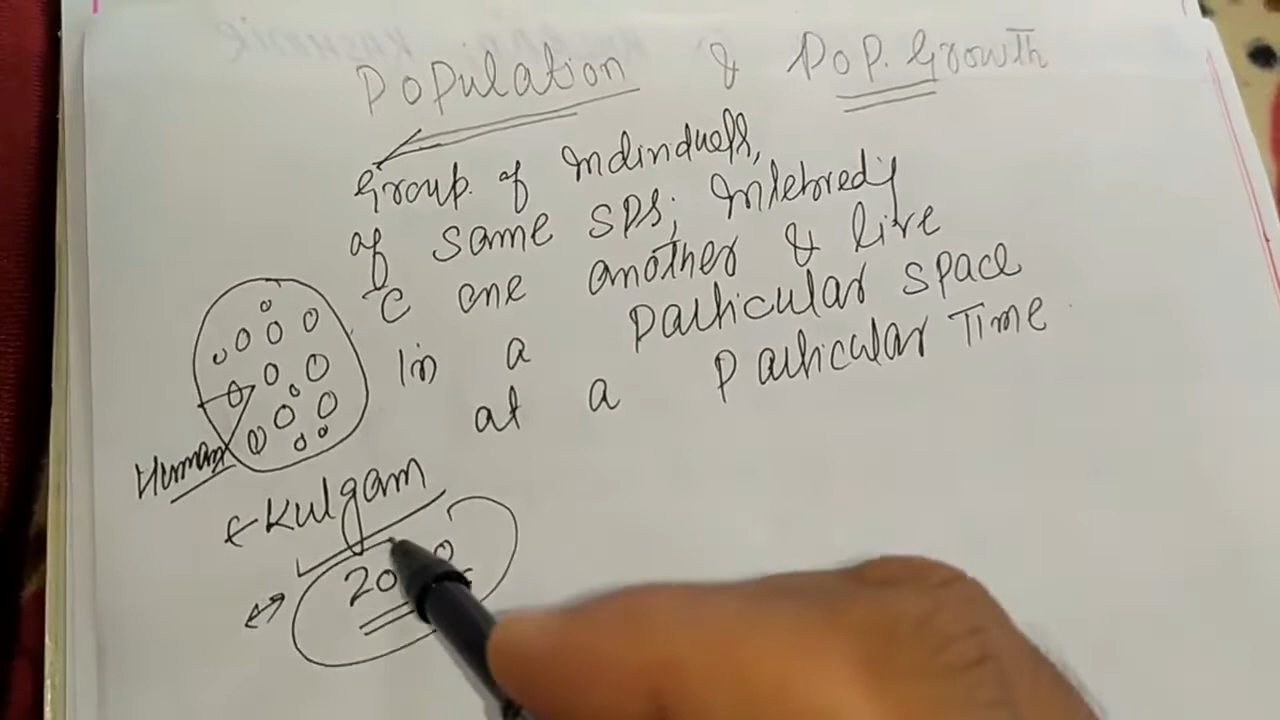 Population & Pop. Growth
Group. of Individuals,
of same SPS; Interbredig
c̄ one another & live
In a particular space
at a particular Time
Human
Kulgam